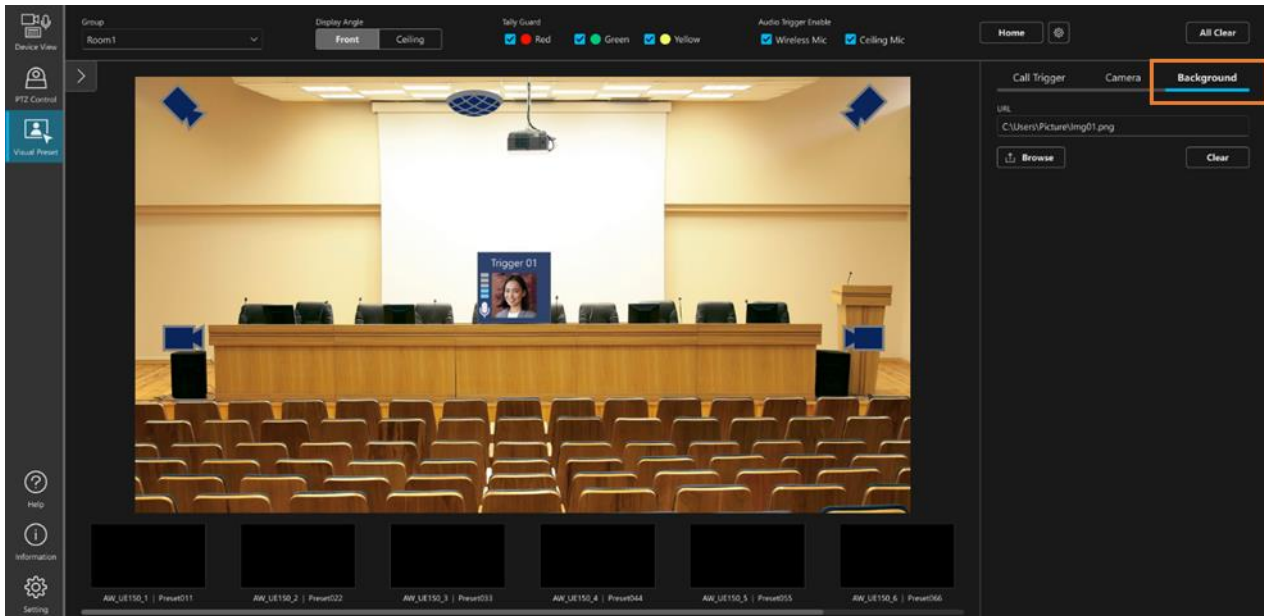 Device View
PTZ Control
Visual Preset
Help
Information
Setting
Group
Room1
Display Angle
Front Ceiling
Tally Guard
Red Green Yellow
Audio Trigger Enable
Wireless Mic Ceiling Mic
Home
All Clear
Call Trigger Camera Background
URL
C:\Users\Picture\Img01.png
Browse Clear
Trigger 01
AW_UE150_1 | Preset011
AW_UE150_2 | Preset022
AW_UE150_3 | Preset033
AW_UE150_4 | Preset044
AW_UE150_5 | Preset055
AW_UE150_6 | Preset066